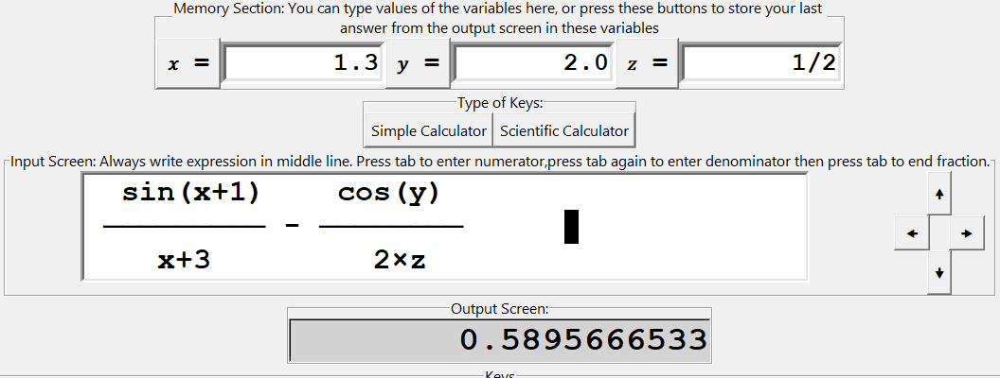 Memory Section: You can type values of the variables here, or press these buttons to store your last
answer from the output screen in these variables
x = 1.3 y = 2.0 z = 1/2
Type of Keys:
Simple Calculator Scientific Calculator
Input Screen: Always write expression in middle line. Press tab to enter numerator,press tab again to enter denominator then press tab to end fraction.
sin(x+1) cos(y)
-
x+3 2×z
Output Screen:
0.5895666533
Keys